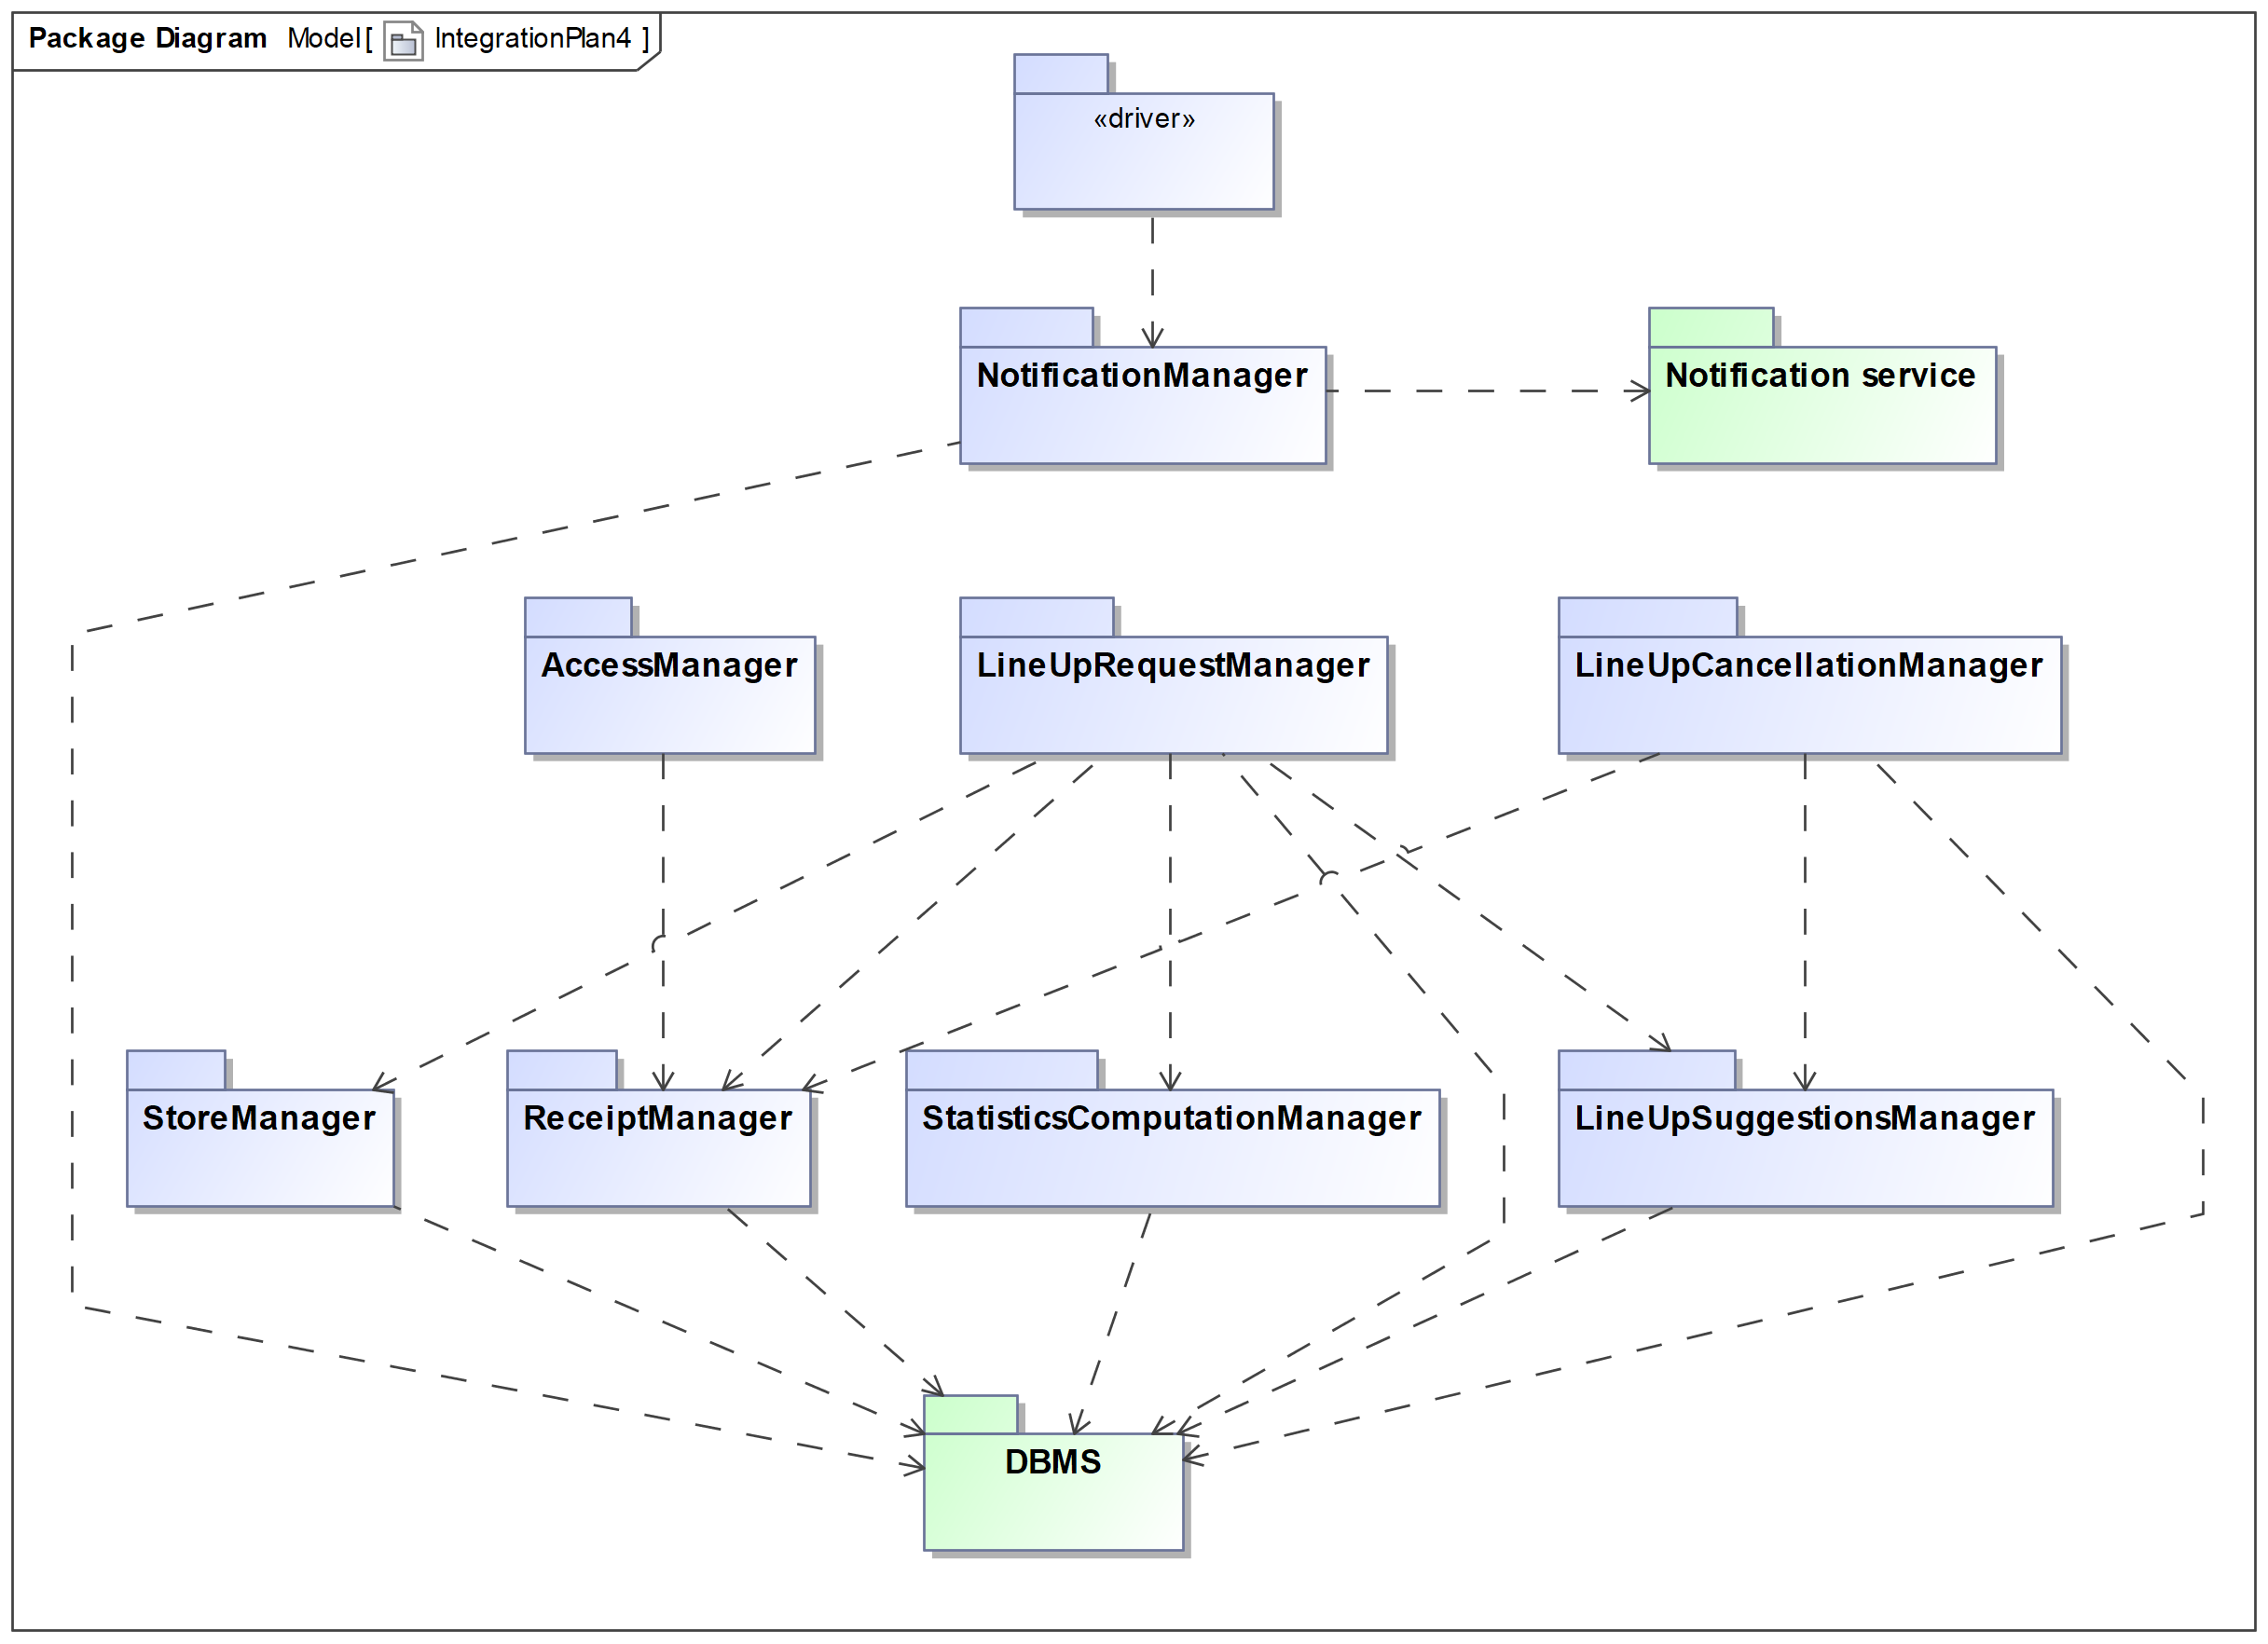 Package Diagram Model [ IntegrationPlan4 ]
«driver»
NotificationManager
Notification service
AccessManager
LineUpRequestManager
LineUpCancellationManager
StoreManager
ReceiptManager
StatisticsComputationManager
LineUpSuggestionsManager
DBMS